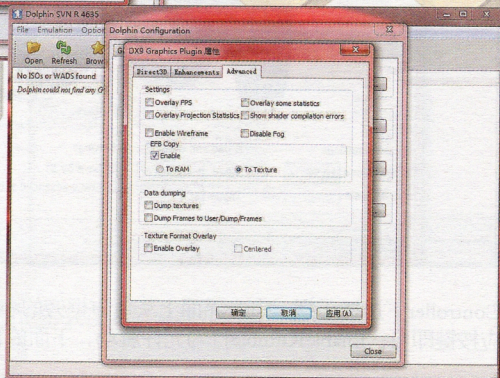 Dolphin SVN R 4635
File Emulation Option
Dolphin Configuration
Open Refresh Brow
No ISOs or WADS found
Dolphin could not find any G
DX9 Graphics Plugin 属性
Direct3D Enhancements Advanced
Settings
Overlay FPS
Overlay some statistics
Overlay Projection Statistics
Show shader compilation errors
Enable Wireframe
Disable Fog
EFB Copy
Enable
To RAM
To Texture
Data dumping
Dump textures
Dump Frames to User/Dump/Frames
Texture Format Overlay
Enable Overlay
Centered
确定
取消
应用(A)
Close